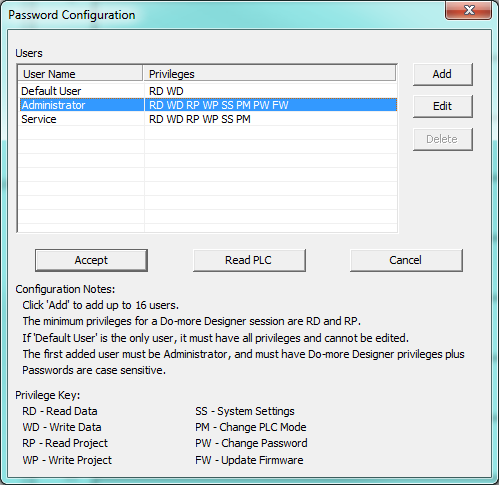 Password Configuration
Users
User Name Privileges
Default User RD WD
Administrator RD WD RP WP SS PM PW FW
Service RD WD RP WP SS PM
Add
Edit
Delete
Accept Read PLC Cancel
Configuration Notes:
Click 'Add' to add up to 16 users.
The minimum privileges for a Do-more Designer session are RD and RP.
If 'Default User' is the only user, it must have all privileges and cannot be edited.
The first added user must be Administrator, and must have Do-more Designer privileges plus
Passwords are case sensitive.
Privilege Key:
RD - Read Data SS - System Settings
WD - Write Data PM - Change PLC Mode
RP - Read Project PW - Change Password
WP - Write Project FW - Update Firmware